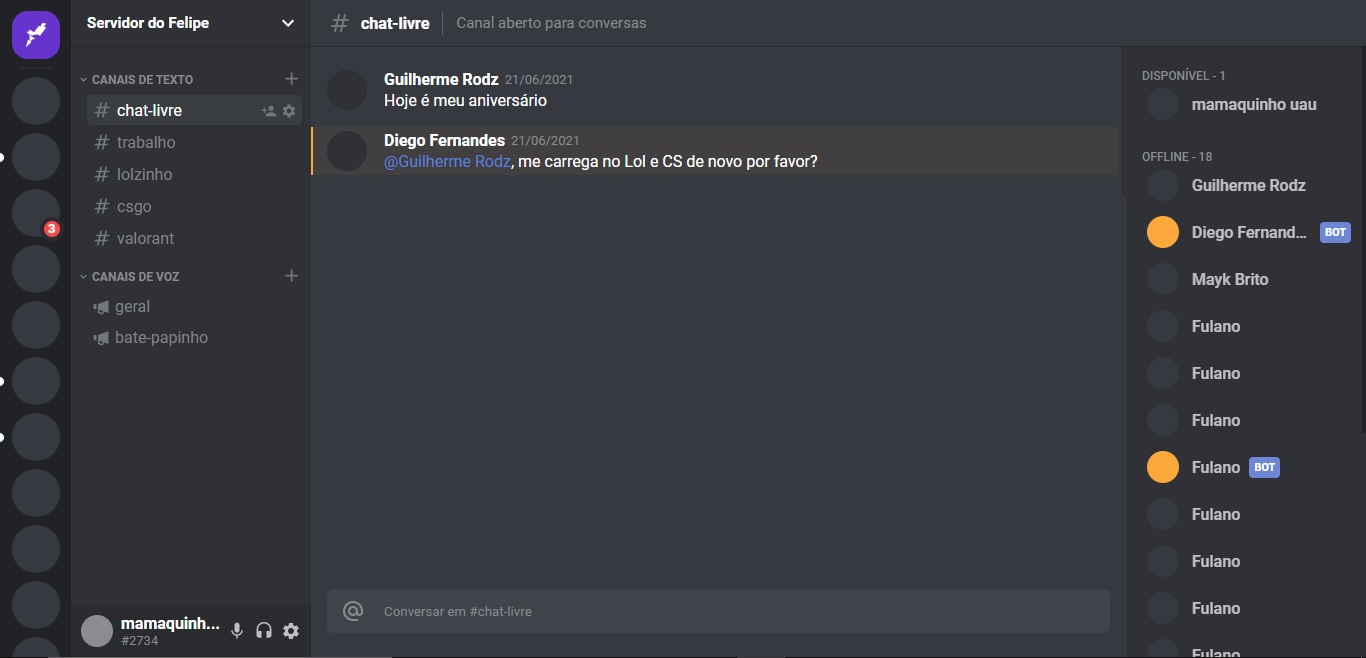 Servidor do Felipe
CANAIS DE TEXTO
# chat-livre
# trabalho
# lolzinho
# csgo
# valorant
CANAIS DE VOZ
geral
bate-papinho
3
mamaquinh...
#2734
# chat-livre Canal aberto para conversas
Guilherme Rodz 21/06/2021
Hoje é meu aniversário
Diego Fernandes 21/06/2021
@Guilherme Rodz, me carrega no Lol e CS de novo por favor?
@ Conversar em #chat-livre
DISPONÍVEL - 1
mamaquinho uau
OFFLINE - 18
Guilherme Rodz
Diego Fernand... BOT
Mayk Brito
Fulano
Fulano
Fulano
Fulano BOT
Fulano
Fulano
Fulano
Fulano